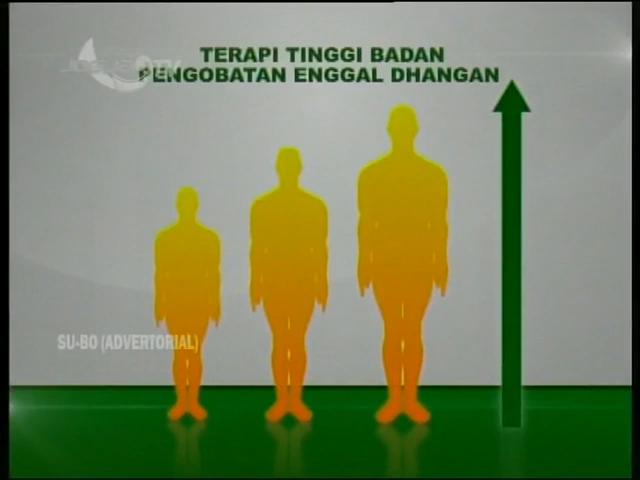 TERAPI TINGGI BADAN
PENGOBATAN ENGGAL DHANGAN
SU-BO (ADVERTORIAL)